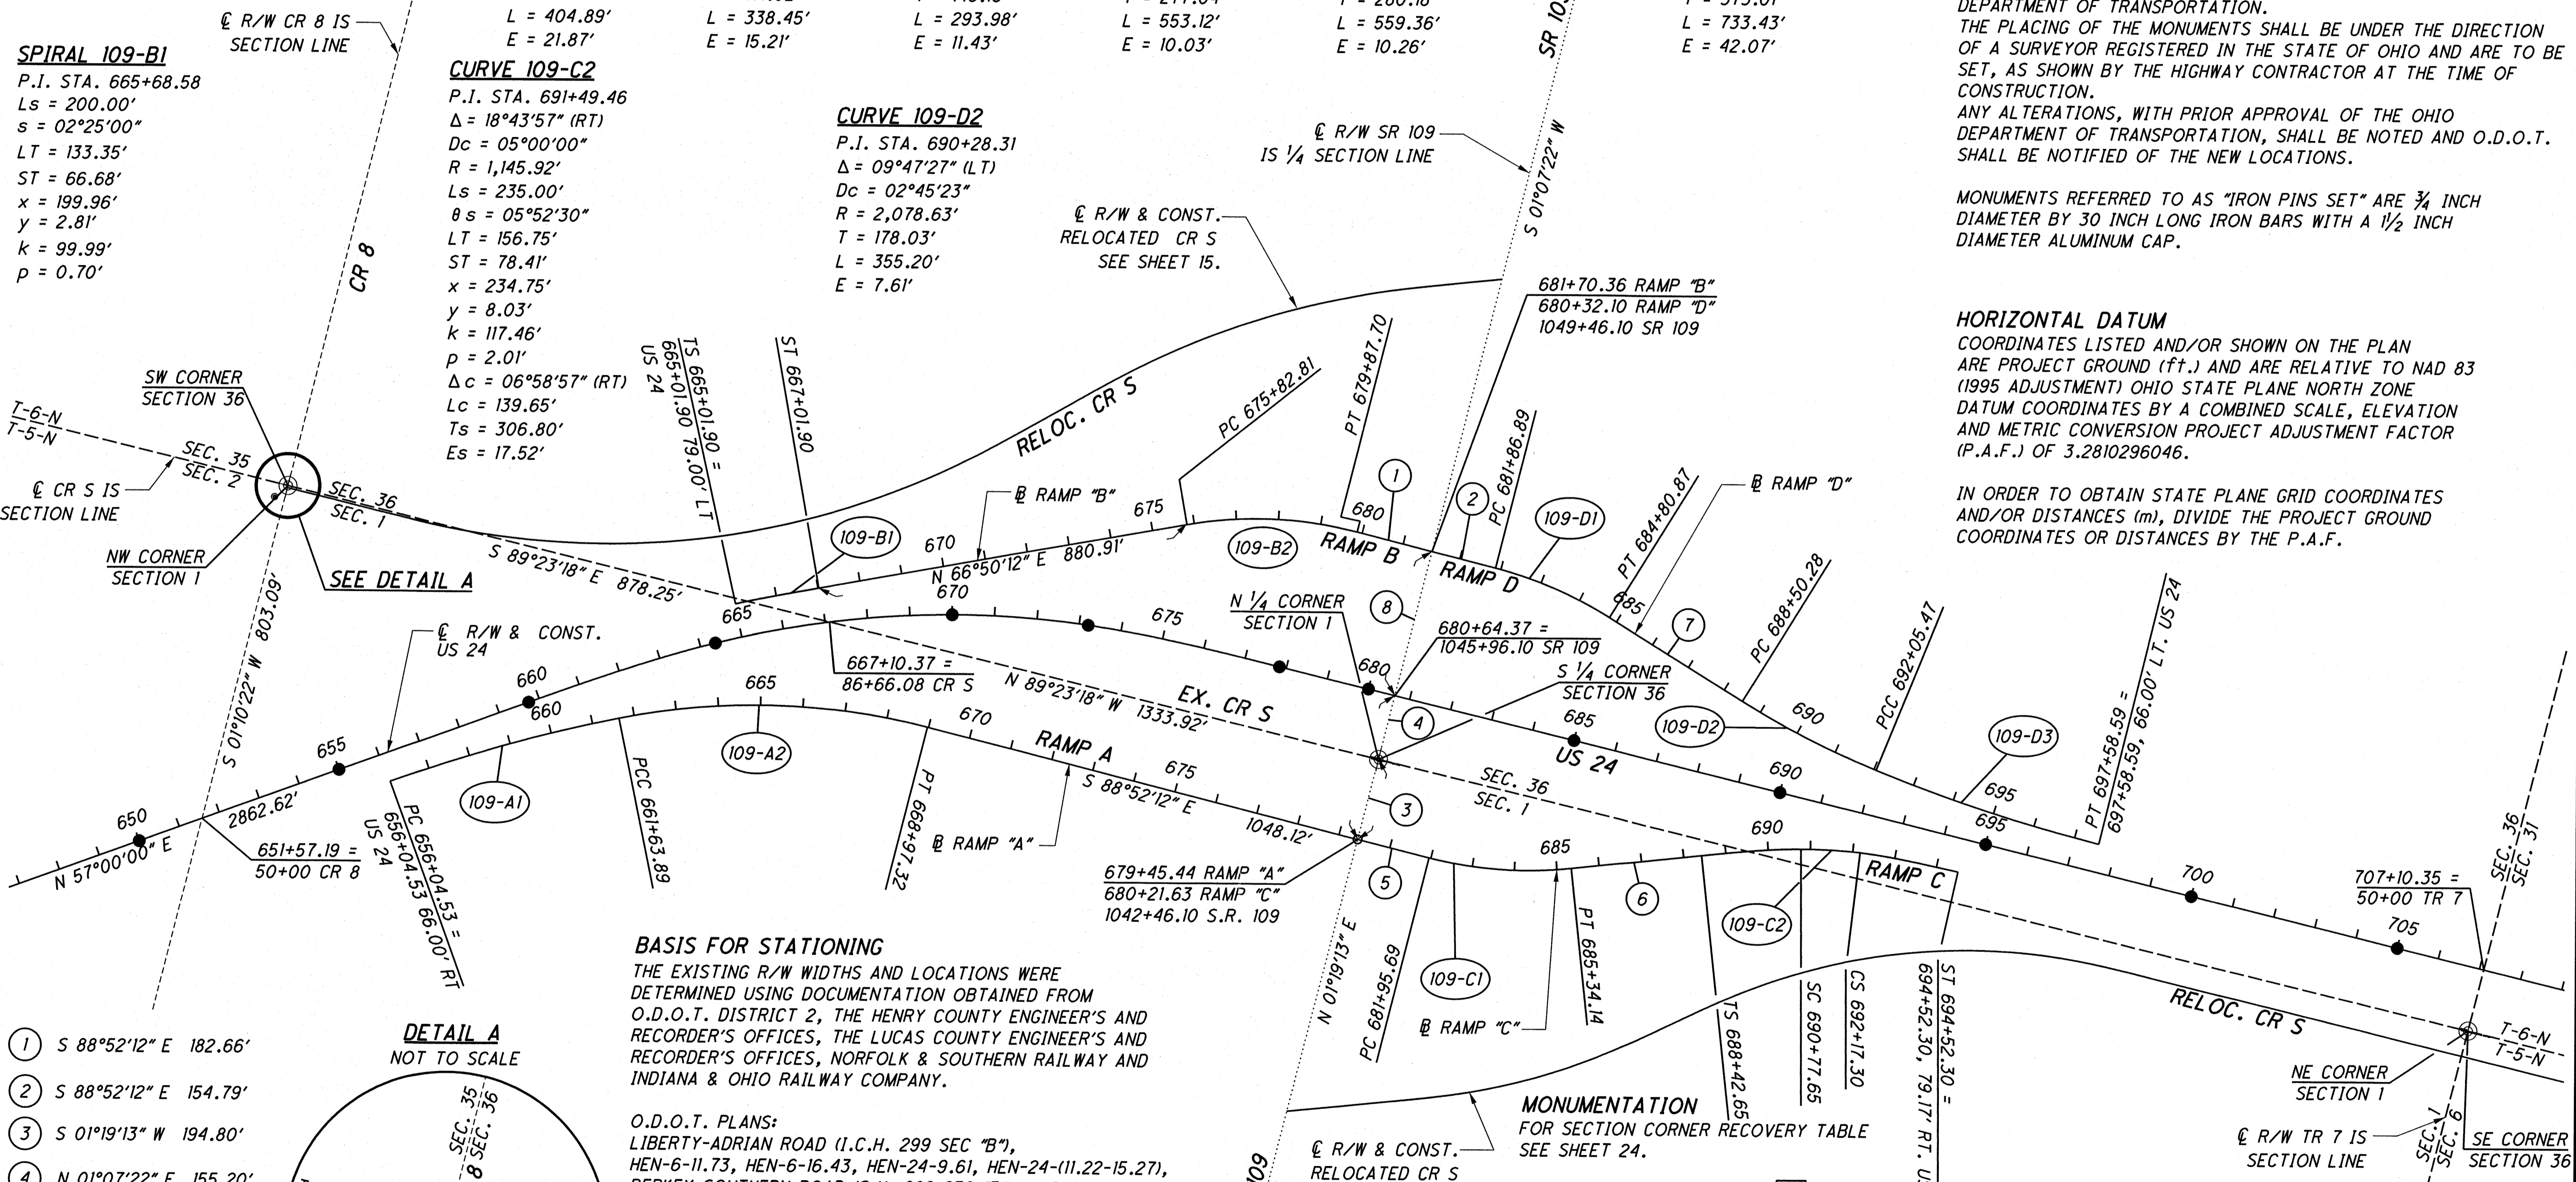 ℄ R/W CR 8 IS
SECTION LINE
L = 404.89'
E = 21.87'
L = 338.45'
E = 15.21'
L = 293.98'
E = 11.43'
L = 553.12'
E = 10.03'
L = 559.36'
E = 10.26'
L = 733.43'
E = 42.07'
SPIRAL 109-B1
P.I. STA. 665+68.58
Ls = 200.00'
s = 02°25'00"
LT = 133.35'
ST = 66.68'
x = 199.96'
y = 2.81'
k = 99.99'
p = 0.70'
CURVE 109-C2
P.I. STA. 691+49.46
Δ = 18°43'57" (RT)
Dc = 05°00'00"
R = 1,145.92'
Ls = 235.00'
θs = 05°52'30"
LT = 156.75'
ST = 78.41'
x = 234.75'
y = 8.03'
k = 117.46'
p = 2.01'
Δc = 06°58'57" (RT)
Lc = 139.65'
Ts = 306.80'
Es = 17.52'
CURVE 109-D2
P.I. STA. 690+28.31
Δ = 09°47'27" (LT)
Dc = 02°45'23"
R = 2,078.63'
T = 178.03'
L = 355.20'
E = 7.61'
℄ R/W SR 109
IS 1/4 SECTION LINE
SR 109
S 01°07'22" W
℄ R/W & CONST.
RELOCATED CR S
SEE SHEET 15.
681+70.36 RAMP "B"
680+32.10 RAMP "D"
1049+46.10 SR 109
DEPARTMENT OF TRANSPORTATION.
THE PLACING OF THE MONUMENTS SHALL BE UNDER THE DIRECTION
OF A SURVEYOR REGISTERED IN THE STATE OF OHIO AND ARE TO BE
SET, AS SHOWN BY THE HIGHWAY CONTRACTOR AT THE TIME OF
CONSTRUCTION.
ANY ALTERATIONS, WITH PRIOR APPROVAL OF THE OHIO
DEPARTMENT OF TRANSPORTATION, SHALL BE NOTED AND O.D.O.T.
SHALL BE NOTIFIED OF THE NEW LOCATIONS.
MONUMENTS REFERRED TO AS "IRON PINS SET" ARE 3/4 INCH
DIAMETER BY 30 INCH LONG IRON BARS WITH A 1 1/2 INCH
DIAMETER ALUMINUM CAP.
HORIZONTAL DATUM
COORDINATES LISTED AND/OR SHOWN ON THE PLAN
ARE PROJECT GROUND (ft.) AND ARE RELATIVE TO NAD 83
(1995 ADJUSTMENT) OHIO STATE PLANE NORTH ZONE
DATUM COORDINATES BY A COMBINED SCALE, ELEVATION
AND METRIC CONVERSION PROJECT ADJUSTMENT FACTOR
(P.A.F.) OF 3.2810296046.
IN ORDER TO OBTAIN STATE PLANE GRID COORDINATES
AND/OR DISTANCES (m), DIVIDE THE PROJECT GROUND
COORDINATES OR DISTANCES BY THE P.A.F.
CR 8
SW CORNER
SECTION 36
T-6-N
T-5-N
SEC. 35
SEC. 2
SEC. 36
SEC. 1
℄ CR S IS
SECTION LINE
NW CORNER
SECTION 1
SEE DETAIL A
S 89°23'18" E 878.25'
S 01°10'22" W 803.09'
TS 665+01.90 =
665+01.90 79.00' LT
US 24
ST 667+01.90
RELOC. CR S
℔ RAMP "B"
109-B1
670
675
N 66°50'12" E 880.91'
PC 675+82.81
109-B2
PT 679+87.70
680
1
RAMP B
2
PC 681+86.89
109-D1
RAMP D
PT 684+80.87
685
℔ RAMP "D"
7
PC 688+50.28
109-D2
690
PCC 692+05.47
109-D3
695
PT 697+58.59 =
697+58.59, 66.00' LT. US 24
℄ R/W & CONST.
US 24
650
655
660
665
670
675
680
685
690
695
700
705
667+10.37 =
86+66.08 CR S
N 89°23'18" W 1333.92'
EX. CR S
N 1/4 CORNER
SECTION 1
8
680+64.37 =
1045+96.10 SR 109
S 1/4 CORNER
SECTION 36
4
US 24
SEC. 36
SEC. 1
3
N 57°00'00" E
2862.62'
651+57.19 =
50+00 CR 8
PC 656+04.53 =
656+04.53 66.00' RT
US 24
660
109-A1
PCC 661+63.89
665
109-A2
PT 668+97.32
670
RAMP A
675
S 88°52'12" E
1048.12'
℔ RAMP "A"
679+45.44 RAMP "A"
680+21.63 RAMP "C"
1042+46.10 S.R. 109
5
N 01°19'13" E
PC 681+95.69
109-C1
685
℔ RAMP "C"
PT 685+34.14
6
690
109-C2
TS 688+42.65
SC 690+77.65
CS 692+17.30
RAMP C
ST 694+52.30 =
694+52.30, 79.17' RT. US
RELOC. CR S
707+10.35 =
50+00 TR 7
SEC. 36
SEC. 31
T-6-N
T-5-N
NE CORNER
SECTION 1
℄ R/W TR 7 IS
SECTION LINE
SEC. 1
SEC. 6
SE CORNER
SECTION 36
BASIS FOR STATIONING
THE EXISTING R/W WIDTHS AND LOCATIONS WERE
DETERMINED USING DOCUMENTATION OBTAINED FROM
O.D.O.T. DISTRICT 2, THE HENRY COUNTY ENGINEER'S AND
RECORDER'S OFFICES, THE LUCAS COUNTY ENGINEER'S AND
RECORDER'S OFFICES, NORFOLK & SOUTHERN RAILWAY AND
INDIANA & OHIO RAILWAY COMPANY.
O.D.O.T. PLANS:
LIBERTY-ADRIAN ROAD (I.C.H. 299 SEC "B"),
HEN-6-11.73, HEN-6-16.43, HEN-24-9.61, HEN-24-(11.22-15.27),
1 S 88°52'12" E 182.66'
2 S 88°52'12" E 154.79'
3 S 01°19'13" W 194.80'
4 N 01°07'22" E 155.20'
DETAIL A
NOT TO SCALE
SEC. 35
SEC. 36
8
109
℄ R/W & CONST.
RELOCATED CR S
MONUMENTATION
FOR SECTION CORNER RECOVERY TABLE
SEE SHEET 24.